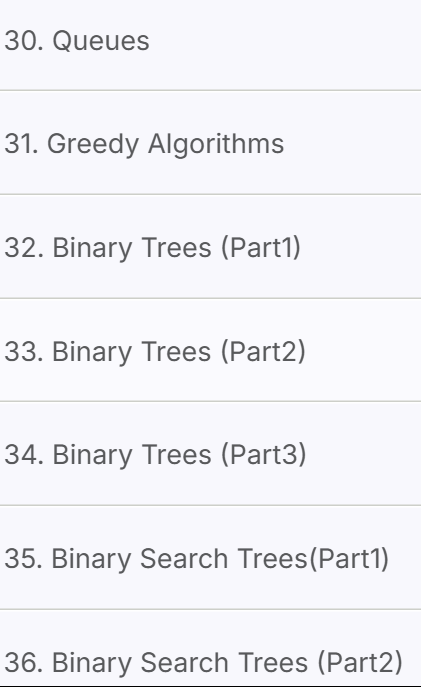 30. Queues
31. Greedy Algorithms
32. Binary Trees (Part1)
33. Binary Trees (Part2)
34. Binary Trees (Part3)
35. Binary Search Trees(Part1)
36. Binary Search Trees (Part2)